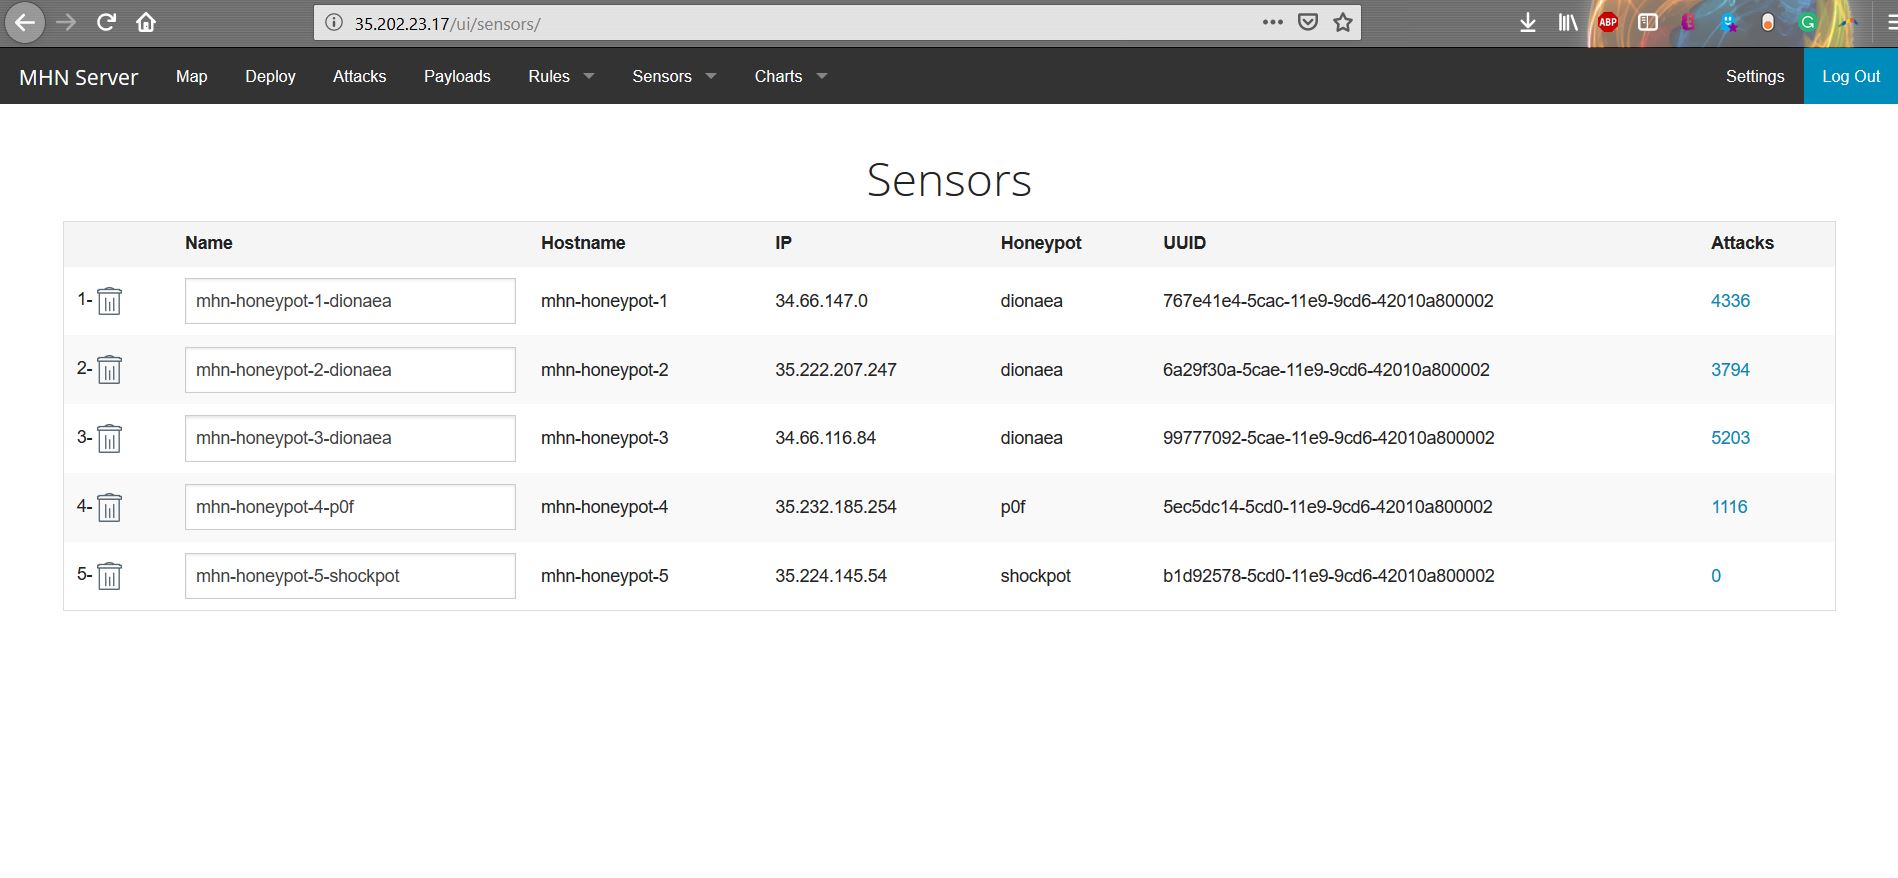 35.202.23.17/ui/sensors/
ABP
MHN Server Map Deploy Attacks Payloads Rules Sensors Charts Settings Log Out
Sensors
Name Hostname IP Honeypot UUID Attacks
1- mhn-honeypot-1-dionaea mhn-honeypot-1 34.66.147.0 dionaea 767e41e4-5cac-11e9-9cd6-42010a800002 4336
2- mhn-honeypot-2-dionaea mhn-honeypot-2 35.222.207.247 dionaea 6a29f30a-5cae-11e9-9cd6-42010a800002 3794
3- mhn-honeypot-3-dionaea mhn-honeypot-3 34.66.116.84 dionaea 99777092-5cae-11e9-9cd6-42010a800002 5203
4- mhn-honeypot-4-p0f mhn-honeypot-4 35.232.185.254 p0f 5ec5dc14-5cd0-11e9-9cd6-42010a800002 1116
5- mhn-honeypot-5-shockpot mhn-honeypot-5 35.224.145.54 shockpot b1d92578-5cd0-11e9-9cd6-42010a800002 0